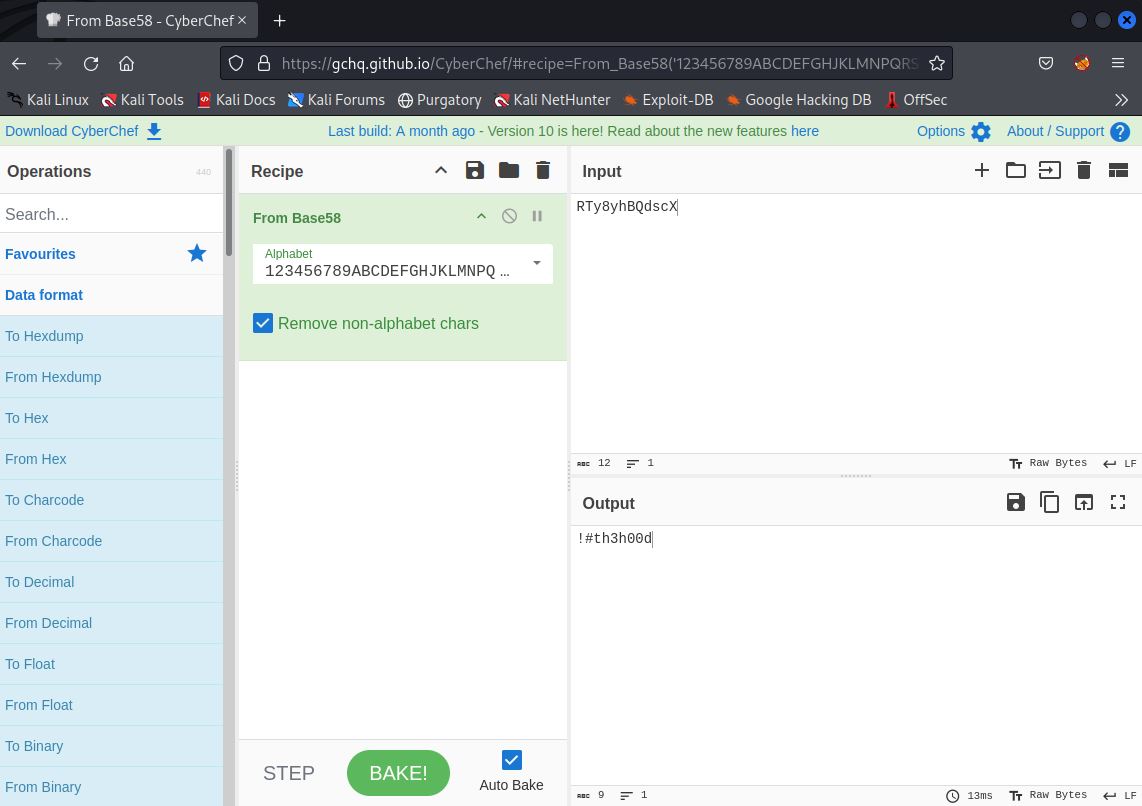 From Base58 - CyberChef
https://gchq.github.io/CyberChef/#recipe=From_Base58('123456789ABCDEFGHJKLMNPQRS
Kali Linux Kali Tools Kali Docs Kali Forums Purgatory Kali NetHunter Exploit-DB Google Hacking DB OffSec
Download CyberChef Last build: A month ago - Version 10 is here! Read about the new features here Options About / Support
Operations 440
Search...
Favourites
Data format
To Hexdump
From Hexdump
To Hex
From Hex
To Charcode
From Charcode
To Decimal
From Decimal
To Float
From Float
To Binary
From Binary
Recipe
From Base58
Alphabet
123456789ABCDEFGHJKLMNPQ …
Remove non-alphabet chars
STEP BAKE! Auto Bake
Input
RTy8yhBQdscX
ABC 12 1 Tт Raw Bytes LF
Output
!#th3h00d
ABC 9 1 13ms Tт Raw Bytes LF